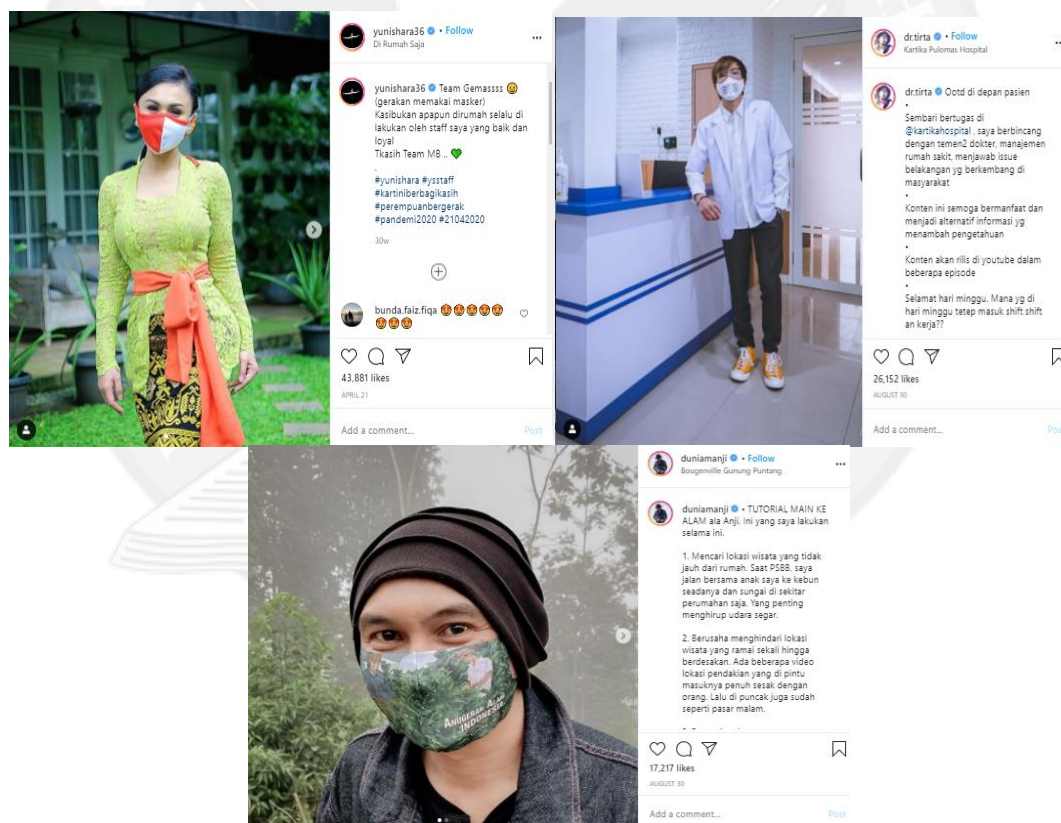 yunishara36 • Follow
Di Rumah Saja
yunishara36 Team Gemassss
(gerakan memakai masker)
Kasibukan apapun dirumah selalu di
lakukan oleh staff saya yang baik dan
loyal
Tkasih Team MB ..
.
#yunishara #ysstaff
#kartiniberbagikasih
#perempuanbergerak
#pandemi2020 #21042020
30w
bunda.faiz.fiqa
43,881 likes
APRIL 21
Add a comment...
Post
dr.tirta • Follow
Kartika Pulomas Hospital
dr.tirta Ootd di depan pasien
•
Sembari bertugas di
@kartikahospital , saya berbincang
dengan temen2 dokter, manajemen
rumah sakit, menjawab issue
belakangan yg berkembang di
masyarakat
•
Konten ini semoga bermanfaat dan
menjadi alternatif informasi yg
menambah pengetahuan
•
Konten akan rilis di youtube dalam
beberapa episode
•
Selamat hari minggu. Mana yg di
hari minggu tetep masuk shift shift
an kerja??
26,152 likes
AUGUST 30
Add a comment...
Pos
duniamanji • Follow
Bougenville Gunung Puntang
duniamanji • TUTORIAL MAIN KE
ALAM ala Anji. Ini yang saya lakukan
selama ini.
1. Mencari lokasi wisata yang tidak
jauh dari rumah. Saat PSBB, saya
jalan bersama anak saya ke kebun
seadanya dan sungai di sekitar
perumahan saja. Yang penting
menghirup udara segar.
2. Berusaha menghindari lokasi
wisata yang ramai sekali hingga
berdesakan. Ada beberapa video
lokasi pendakian yang di pintu
masuknya penuh sesak dengan
orang. Lalu di puncak juga sudah
seperti pasar malam.
ANUGERAH ALAM
INDONESIA
17,217 likes
AUGUST 30
Add a comment...
Post